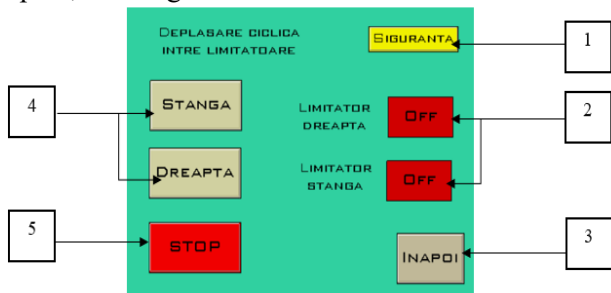 DEPLASARE CICLICA
INTRE LIMITATOARE
SIGURANTA
1
4
STANGA
LIMITATOR
DREAPTA
OFF
2
DREAPTA
LIMITATOR
STANGA
OFF
5
STOP
INAPOI
3